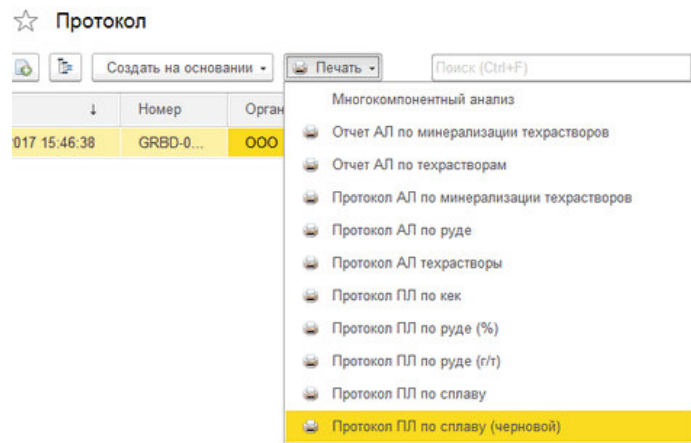 Протокол
Создать на основании
Печать
Поиск (Ctrl+F)
↓ Номер Орган
017 15:46:38 GRBD-0... ООО
Многокомпонентный анализ
Отчет АЛ по минерализации техрастворов
Отчет АЛ по техрастворам
Протокол АЛ по минерализации техрастворов
Протокол АЛ по руде
Протокол АЛ техрастворы
Протокол ПЛ по кек
Протокол ПЛ по руде (%)
Протокол ПЛ по руде (г/т)
Протокол ПЛ по сплаву
Протокол ПЛ по сплаву (черновой)